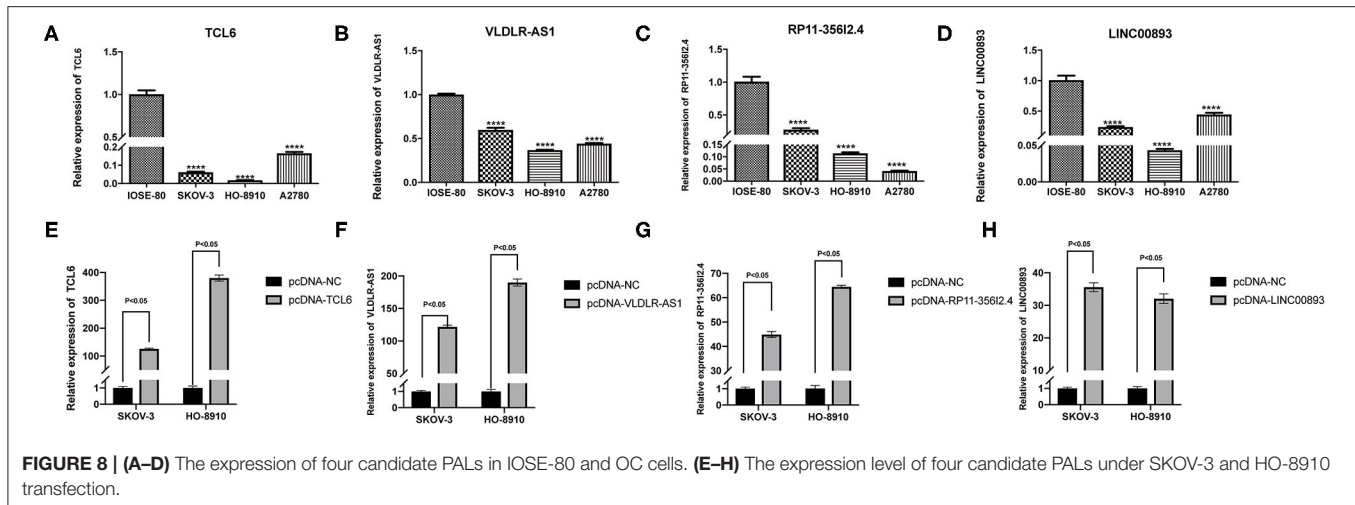 A
TCL6
Relative expression of TCL6
1.5
1.0
0.5
0.2
0.1
0.0
****
****
****
IOSE-80 SKOV-3 HO-8910 A2780
B
VLDLR-AS1
Relative expression of VLDLR-AS1
1.5
1.0
0.5
0.0
****
****
****
IOSE-80 SKOV-3 HO-8910 A2780
C
RP11-356I2.4
Relative expression of RP11-356I2.4
1.5
1.0
0.5
0.15
0.10
0.05
0.00
****
****
****
IOSE-80 SKOV-3 HO-8910 A2780
D
LINC00893
Relative expression of LINC00893
1.5
1.0
0.5
0.05
0.00
****
****
****
IOSE-80 SKOV-3 HO-8910 A2780
E
Relative expression of TCL6
400
300
200
100
1
0
P<0.05
P<0.05
SKOV-3 HO-8910
pcDNA-NC
pcDNA-TCL6
F
Relative expression of VLDLR-AS1
200
150
100
50
1
0
P<0.05
P<0.05
SKOV-3 HO-8910
pcDNA-NC
pcDNA-VLDLR-AS1
G
Relative expression of RP11-356I2.4
70
60
50
40
30
1
0
P<0.05
P<0.05
SKOV-3 HO-8910
pcDNA-NC
pcDNA-RP11-356I2.4
H
Relative expression of LINC00893
40
30
20
1
0
P<0.05
P<0.05
SKOV-3 HO-8910
pcDNA-NC
pcDNA-LINC00893
FIGURE 8 | (A–D) The expression of four candidate PALs in IOSE-80 and OC cells. (E–H) The expression level of four candidate PALs under SKOV-3 and HO-8910
transfection.